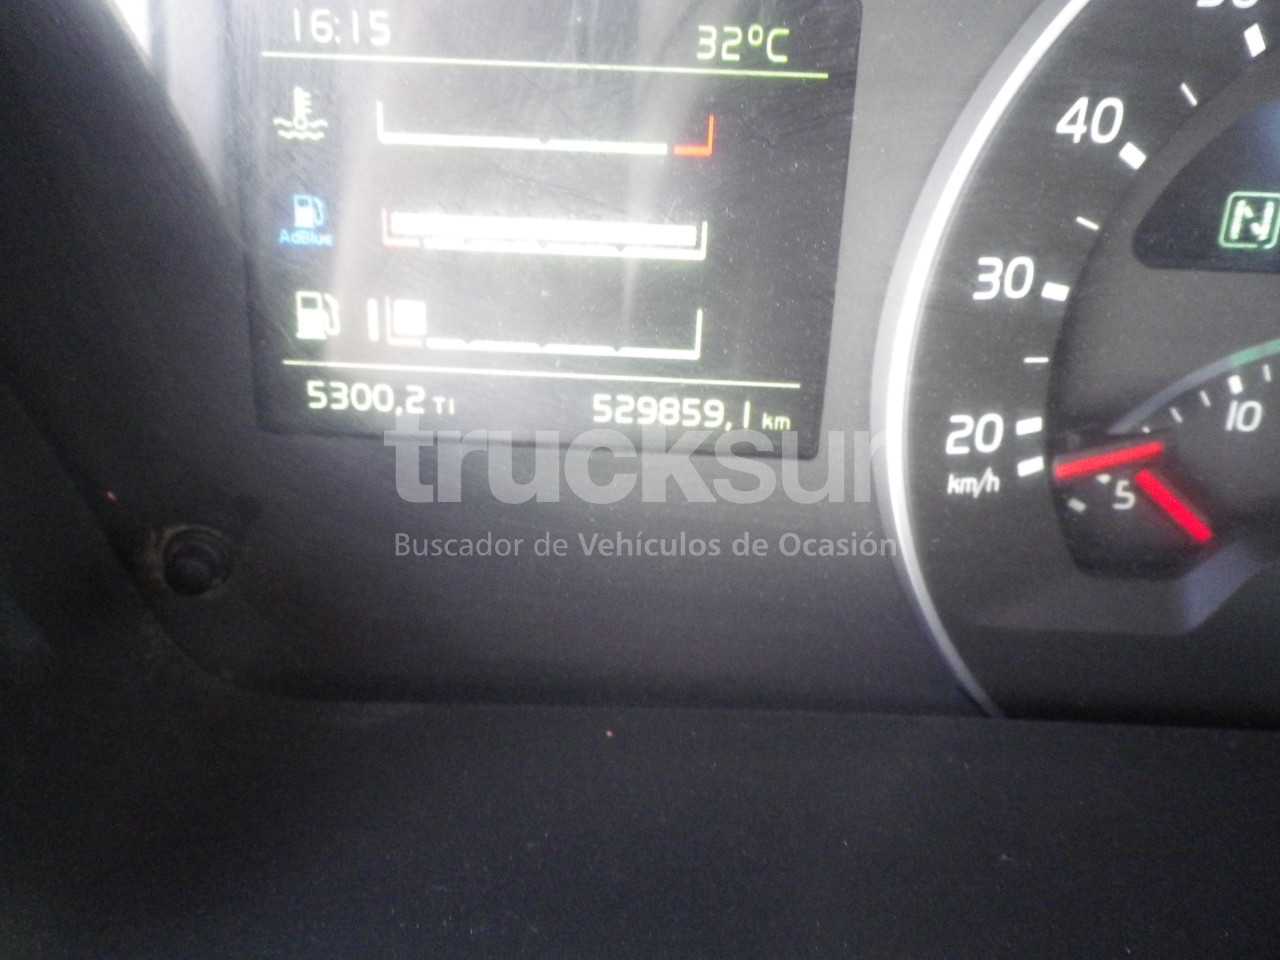 16:15 32°C
AdBlue
5300,2 T1 529859,1 km
40
30
20
km/h
10
5
N
trucksur
Buscador de Vehículos de Ocasión